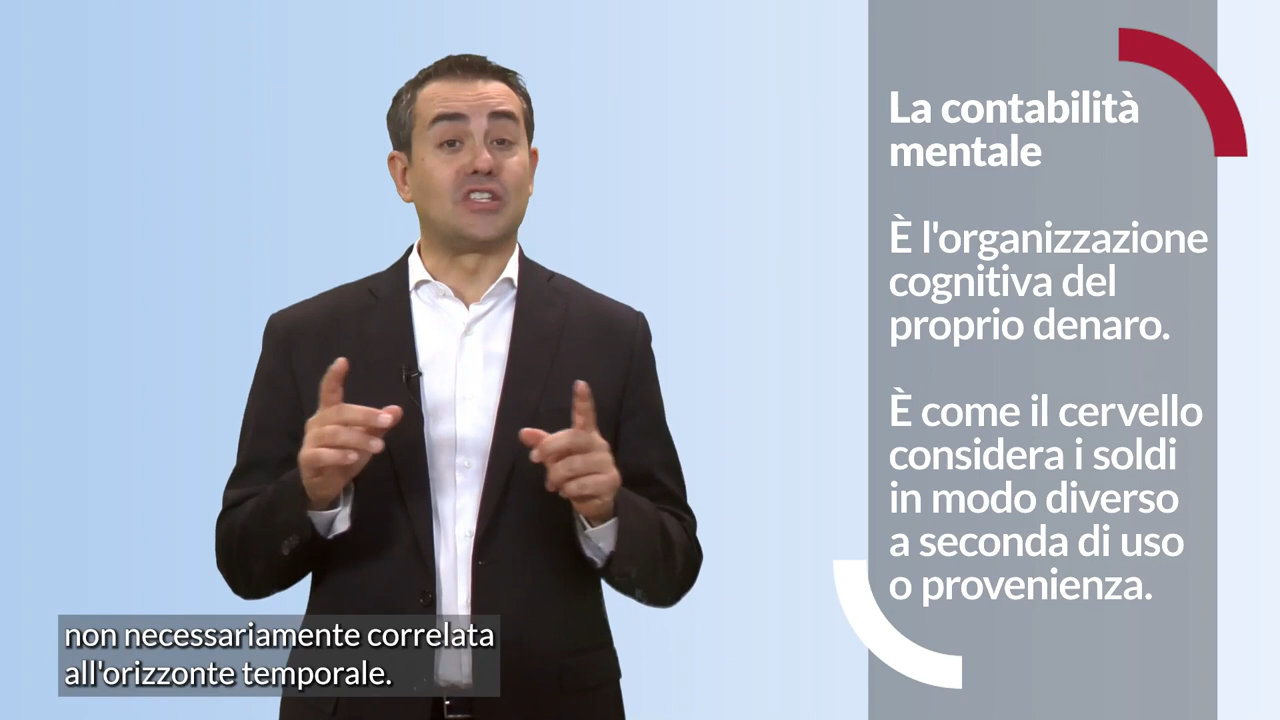 La contabilità
mentale
È l'organizzazione
cognitiva del
proprio denaro.
È come il cervello
considera i soldi
in modo diverso
a seconda di uso
o provenienza.
non necessariamente correlata
all'orizzonte temporale.